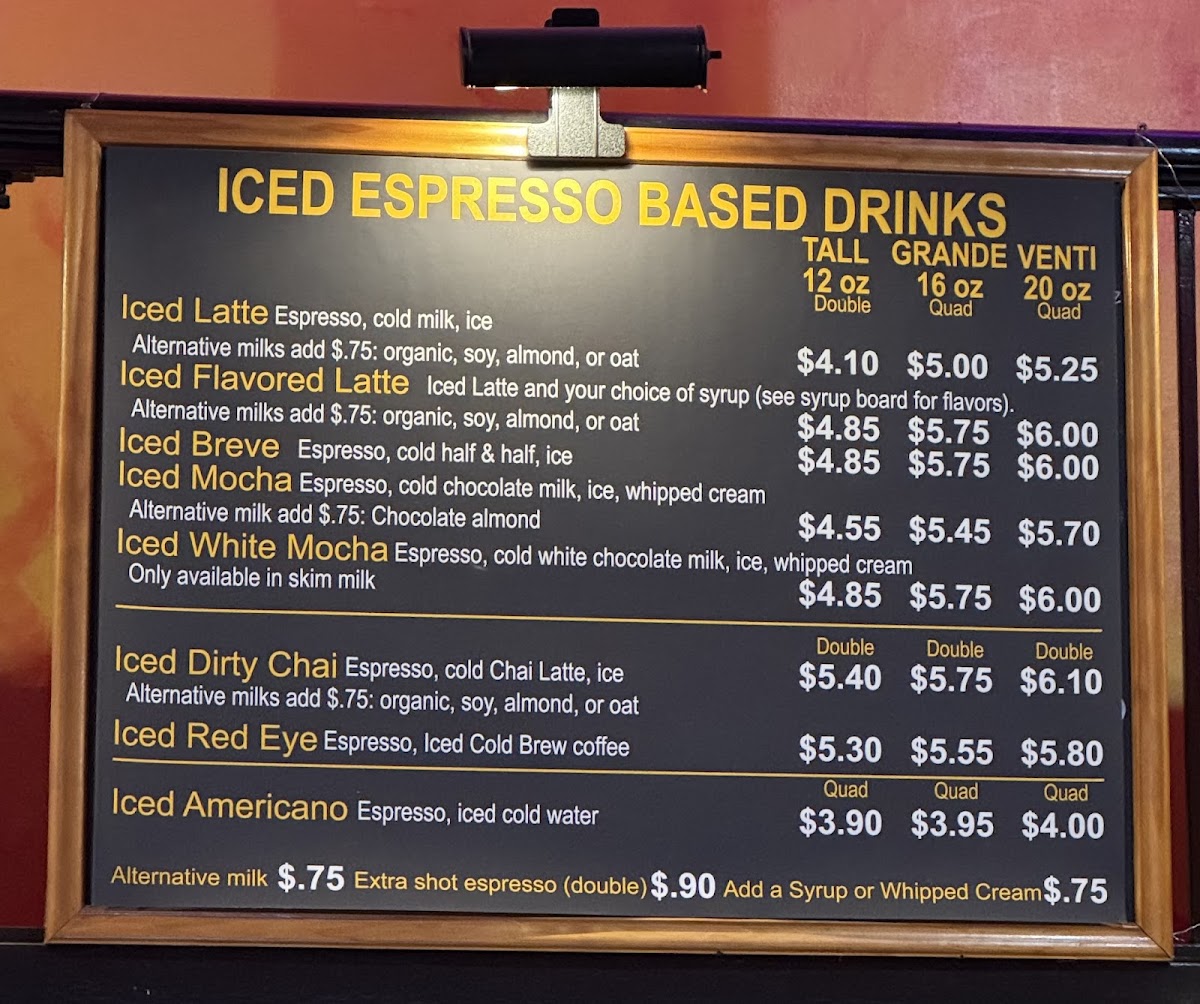 ICED ESPRESSO BASED DRINKS
TALL GRANDE VENTI
12 oz 16 oz 20 oz
Double Quad Quad
Iced Latte Espresso, cold milk, ice
Alternative milks add $.75: organic, soy, almond, or oat $4.10 $5.00 $5.25
Iced Flavored Latte Iced Latte and your choice of syrup (see syrup board for flavors).
Alternative milks add $.75: organic, soy, almond, or oat $4.85 $5.75 $6.00
Iced Breve Espresso, cold half & half, ice $4.85 $5.75 $6.00
Iced Mocha Espresso, cold chocolate milk, ice, whipped cream
Alternative milk add $.75: Chocolate almond $4.55 $5.45 $5.70
Iced White Mocha Espresso, cold white chocolate milk, ice, whipped cream
Only available in skim milk $4.85 $5.75 $6.00
Double Double Double
Iced Dirty Chai Espresso, cold Chai Latte, ice $5.40 $5.75 $6.10
Alternative milks add $.75: organic, soy, almond, or oat
Iced Red Eye Espresso, Iced Cold Brew coffee $5.30 $5.55 $5.80
Quad Quad Quad
Iced Americano Espresso, iced cold water $3.90 $3.95 $4.00
Alternative milk $.75 Extra shot espresso (double) $.90 Add a Syrup or Whipped Cream $.75